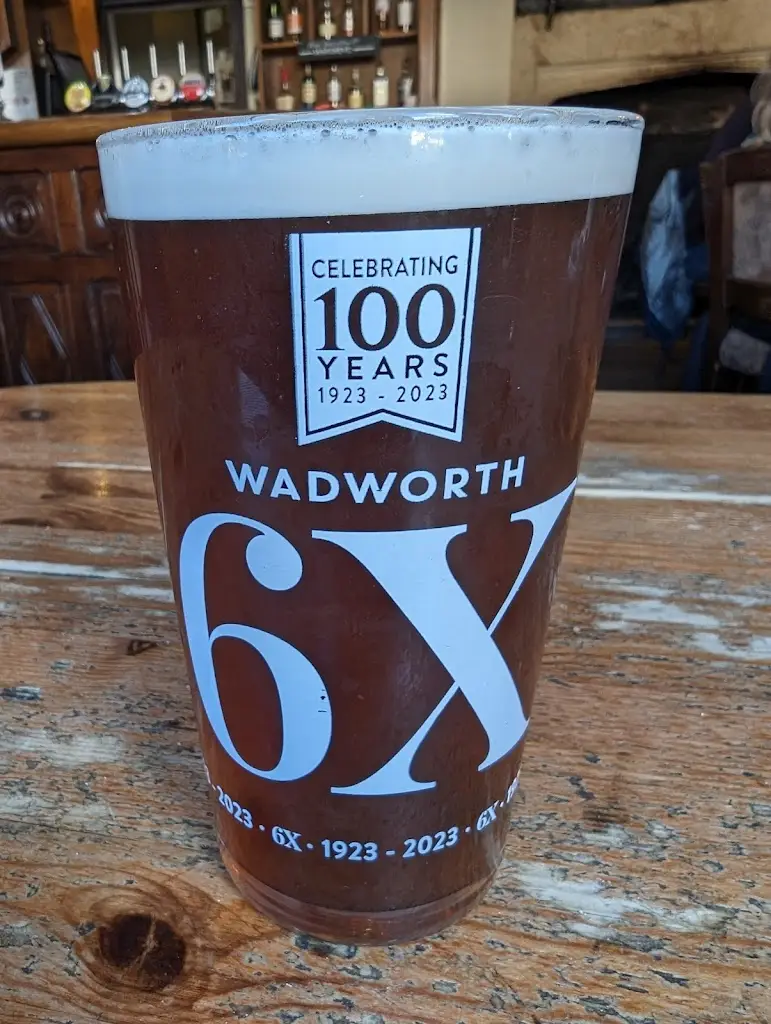 CELEBRATING
100
YEARS
1923 - 2023
WADWORTH
6X
- 2023 · 6X · 1923 - 2023 · 6X ·